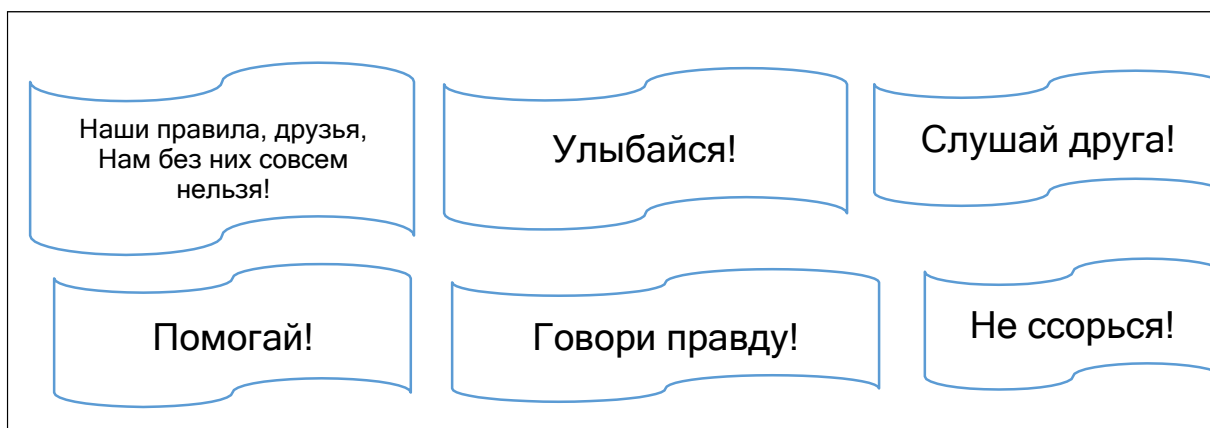 Наши правила, друзья,
Нам без них совсем
нельзя!
Улыбайся!
Слушай друга!
Помогай!
Говори правду!
Не ссорься!